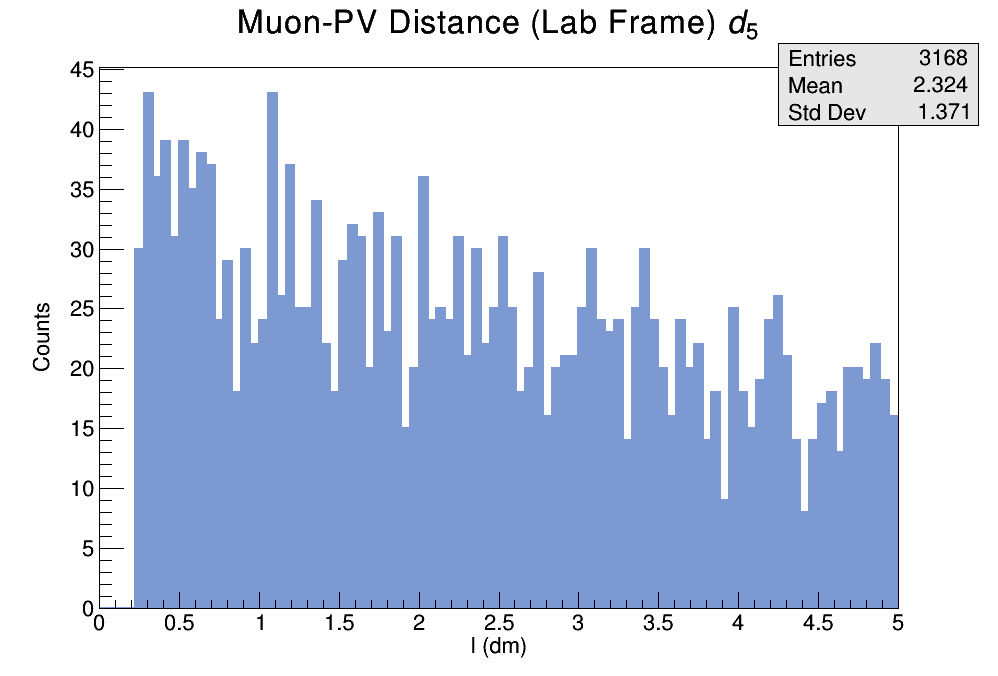 Muon-PV Distance (Lab Frame) d5
Entries 3168
Mean 2.324
Std Dev 1.371
45
40
35
30
25
20
15
10
5
0
Counts
0 0.5 1 1.5 2 2.5 3 3.5 4 4.5 5
l (dm)